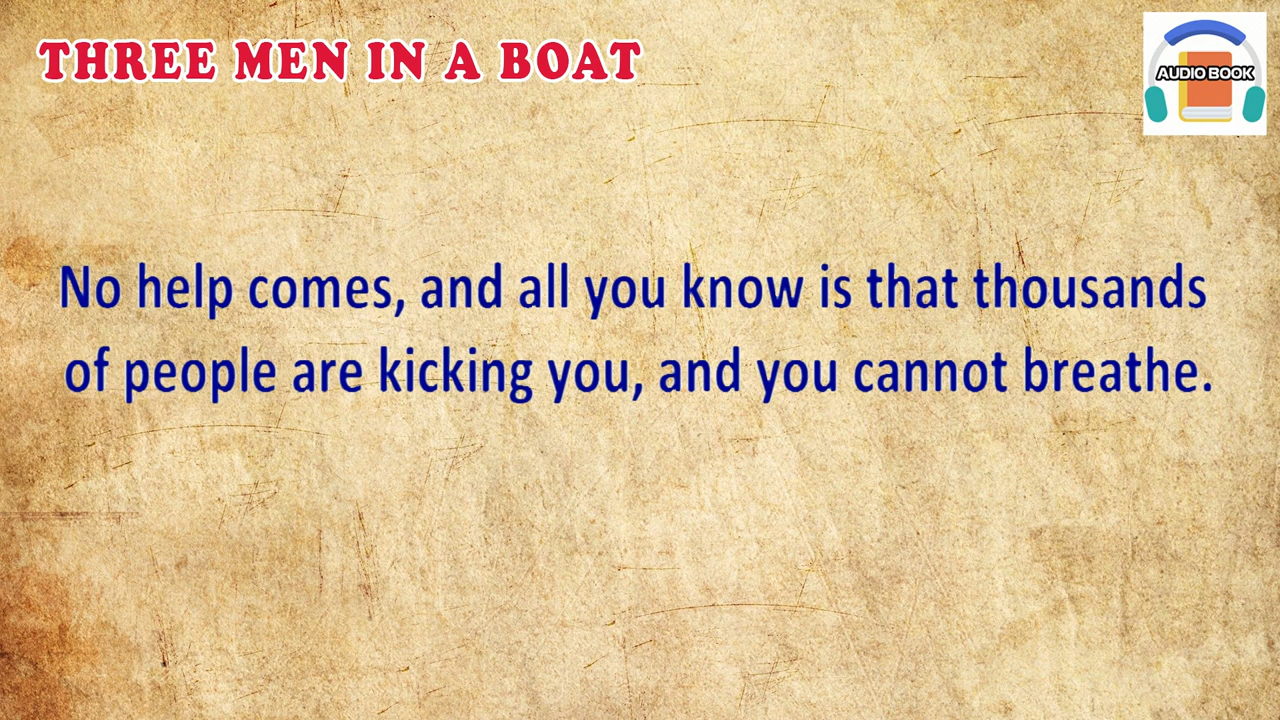 THREE MEN IN A BOAT
AUDIO BOOK
No help comes, and all you know is that thousands
of people are kicking you, and you cannot breathe.